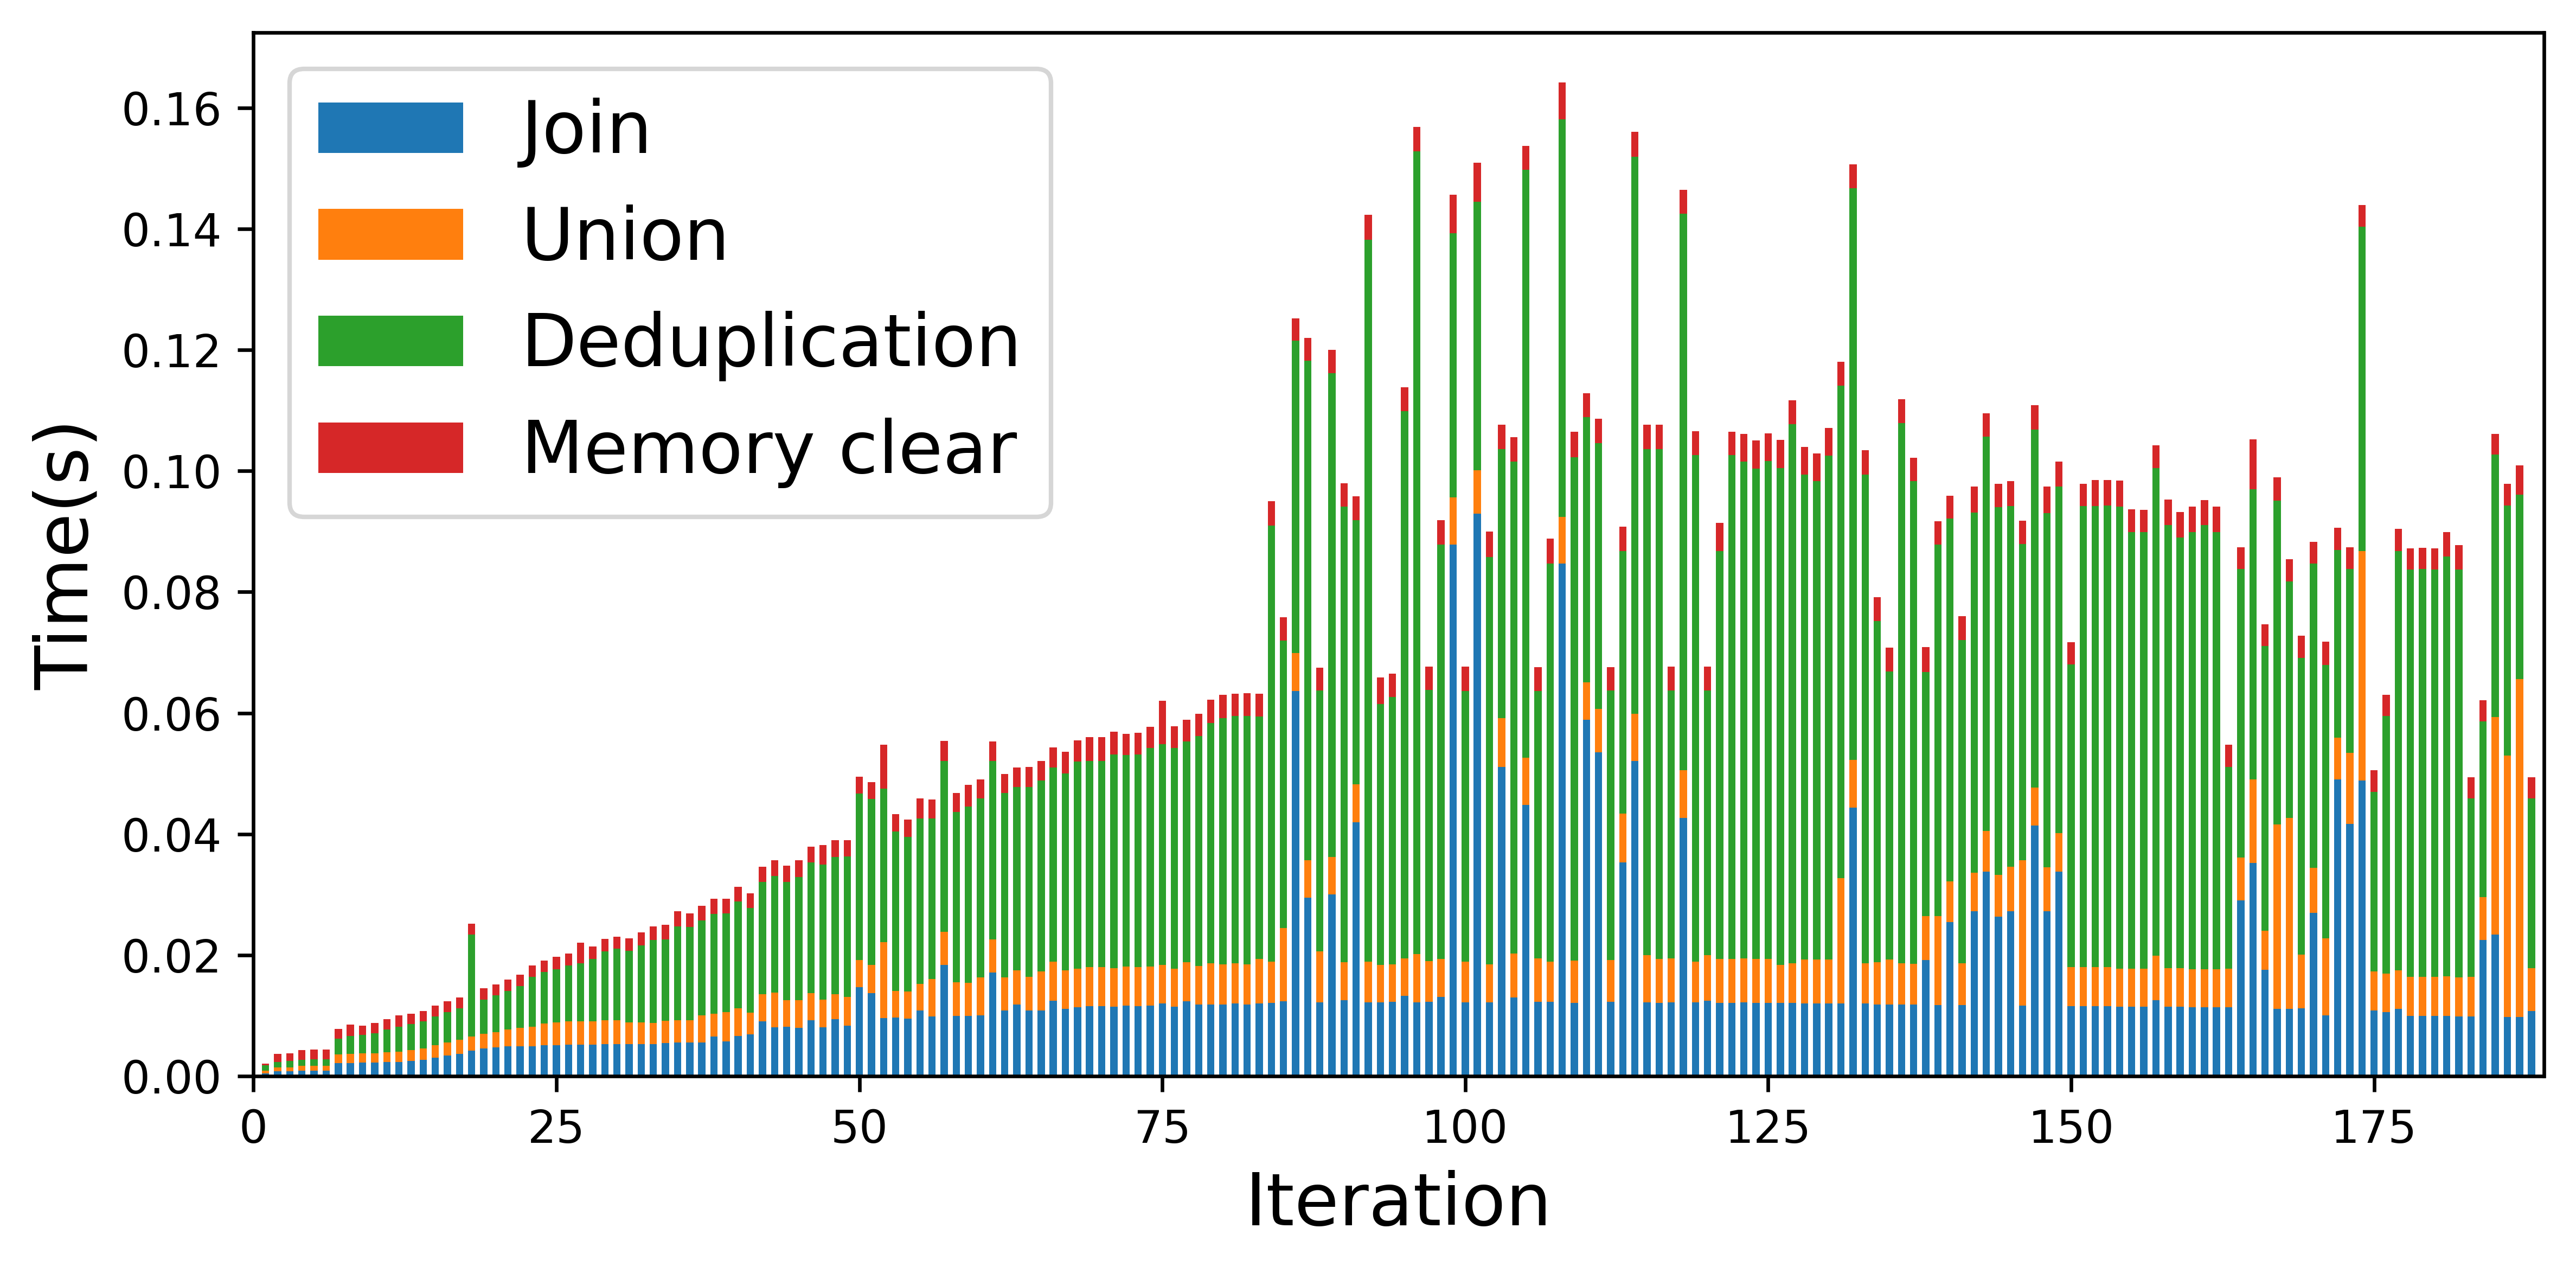 Join
Union
Deduplication
Memory clear
Time(s)
0.16
0.14
0.12
0.10
0.08
0.06
0.04
0.02
0.00
0 25 50 75 100 125 150 175
Iteration